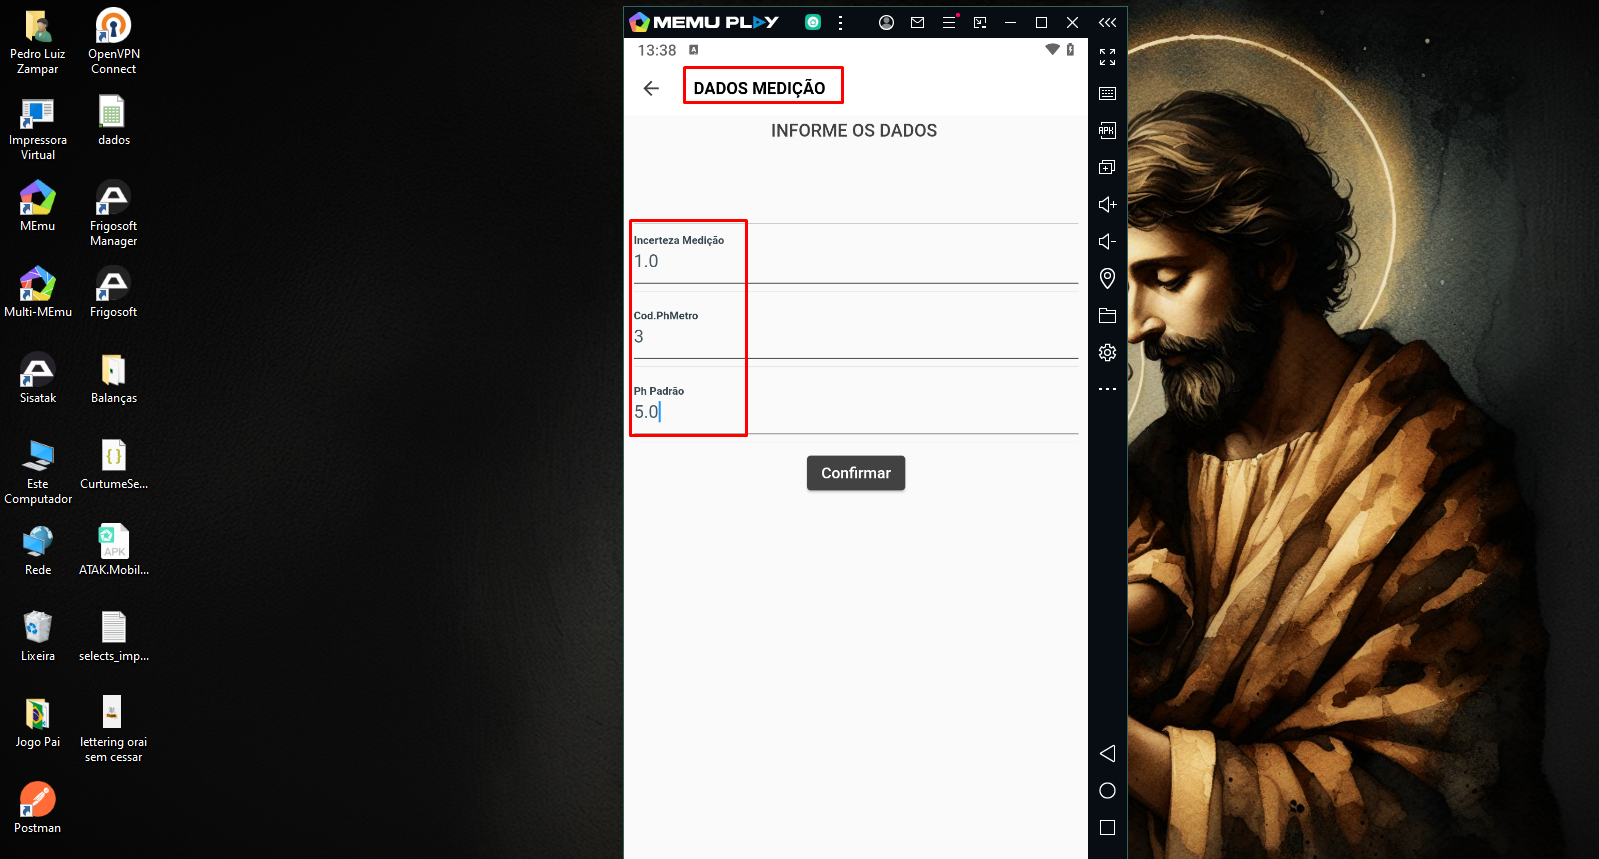 Pedro Luiz
Zampar
OpenVPN
Connect
Impressora
Virtual
dados
MEmu
Frigosoft
Manager
Multi-MEmu
Frigosoft
Sisatak
Balanças
Este
Computador
CurtumeSe...
Rede
APK
ATAK.Mobil...
Lixeira
selects_imp...
Jogo Pai
lettering orai
sem cessar
Postman
MEMU PLAY
13:38
DADOS MEDIÇÃO
INFORME OS DADOS
Incerteza Medição
1.0
Cod.PhMetro
3
Ph Padrão
5.0
Confirmar
APK